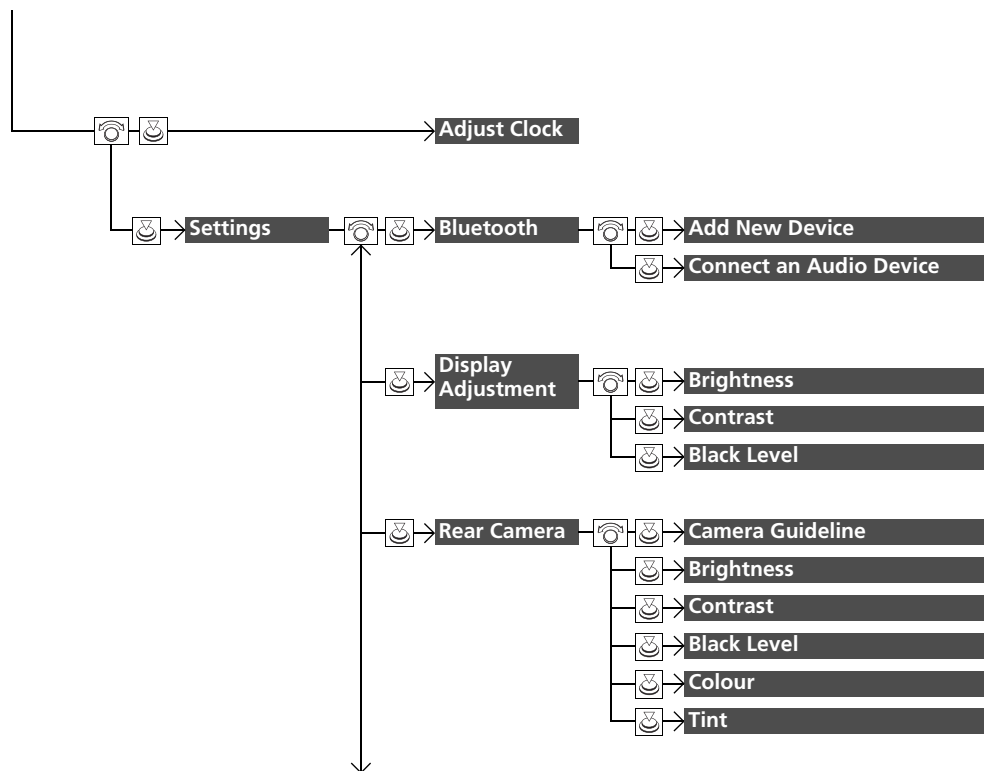 Adjust Clock
Settings
Bluetooth
Add New Device
Connect an Audio Device
Display
Adjustment
Brightness
Contrast
Black Level
Rear Camera
Camera Guideline
Brightness
Contrast
Black Level
Colour
Tint